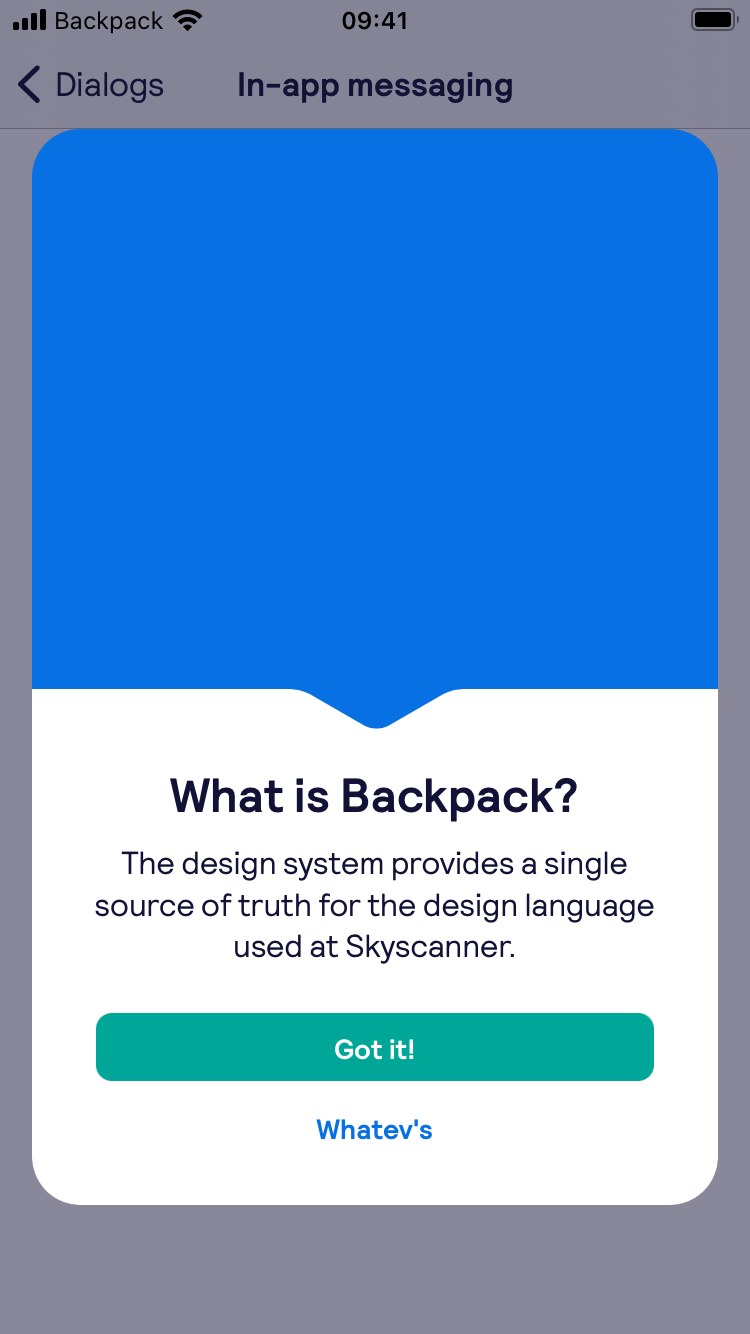 Backpack 09:41
Dialogs In-app messaging
What is Backpack?
The design system provides a single
source of truth for the design language
used at Skyscanner.
Got it!
Whatev's